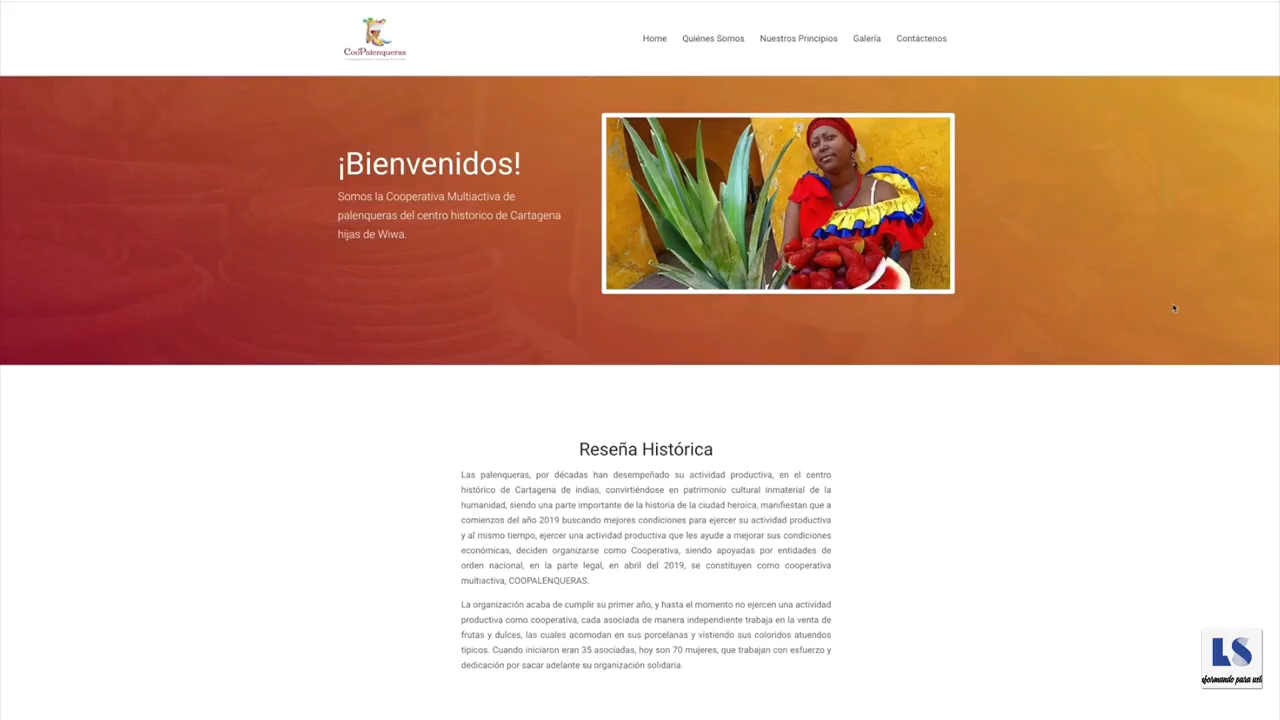 CooPalenqueras
Home
Quiénes Somos
Nuestros Principios
Galería
Contáctenos
¡Bienvenidos!
Somos la Cooperativa Multiactiva de
palenqueras del centro historico de Cartagena
hijas de Wiwa.
Reseña Histórica
Las palenqueras, por décadas han desempeñado su actividad productiva, en el centro
histórico de Cartagena de indias, convirtiéndose en patrimonio cultural inmaterial de la
humanidad, siendo una parte importante de la historia de la ciudad heroica, manifiestan que a
comienzos del año 2019 buscando mejores condiciones para ejercer su actividad productiva
y al mismo tiempo, ejercer una actividad productiva que les ayude a mejorar sus condiciones
económicas, deciden organizarse como Cooperativa, siendo apoyadas por entidades de
orden nacional, en la parte legal, en abril del 2019, se constituyen como cooperativa
multiactiva, COOPALENQUERAS.
La organización acaba de cumplir su primer año, y hasta el momento no ejercen una actividad
productiva como cooperativa, cada asociada de manera independiente trabaja en la venta de
frutas y dulces, las cuales acomodan en sus porcelanas y vistiendo sus coloridos atuendos
típicos. Cuando iniciaron eran 35 asociadas, hoy son 70 mujeres, que trabajan con esfuerzo y
dedicación por sacar adelante su organización solidaria.
LS
para